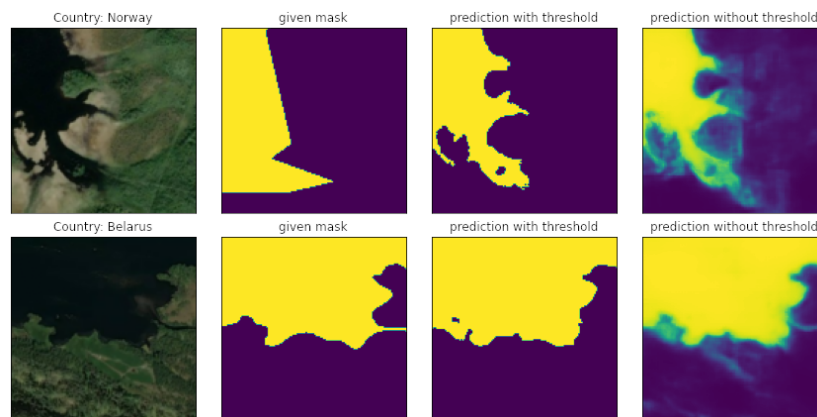 Country: Norway
given mask
prediction with threshold
prediction without threshold
Country: Belarus
given mask
prediction with threshold
prediction without threshold